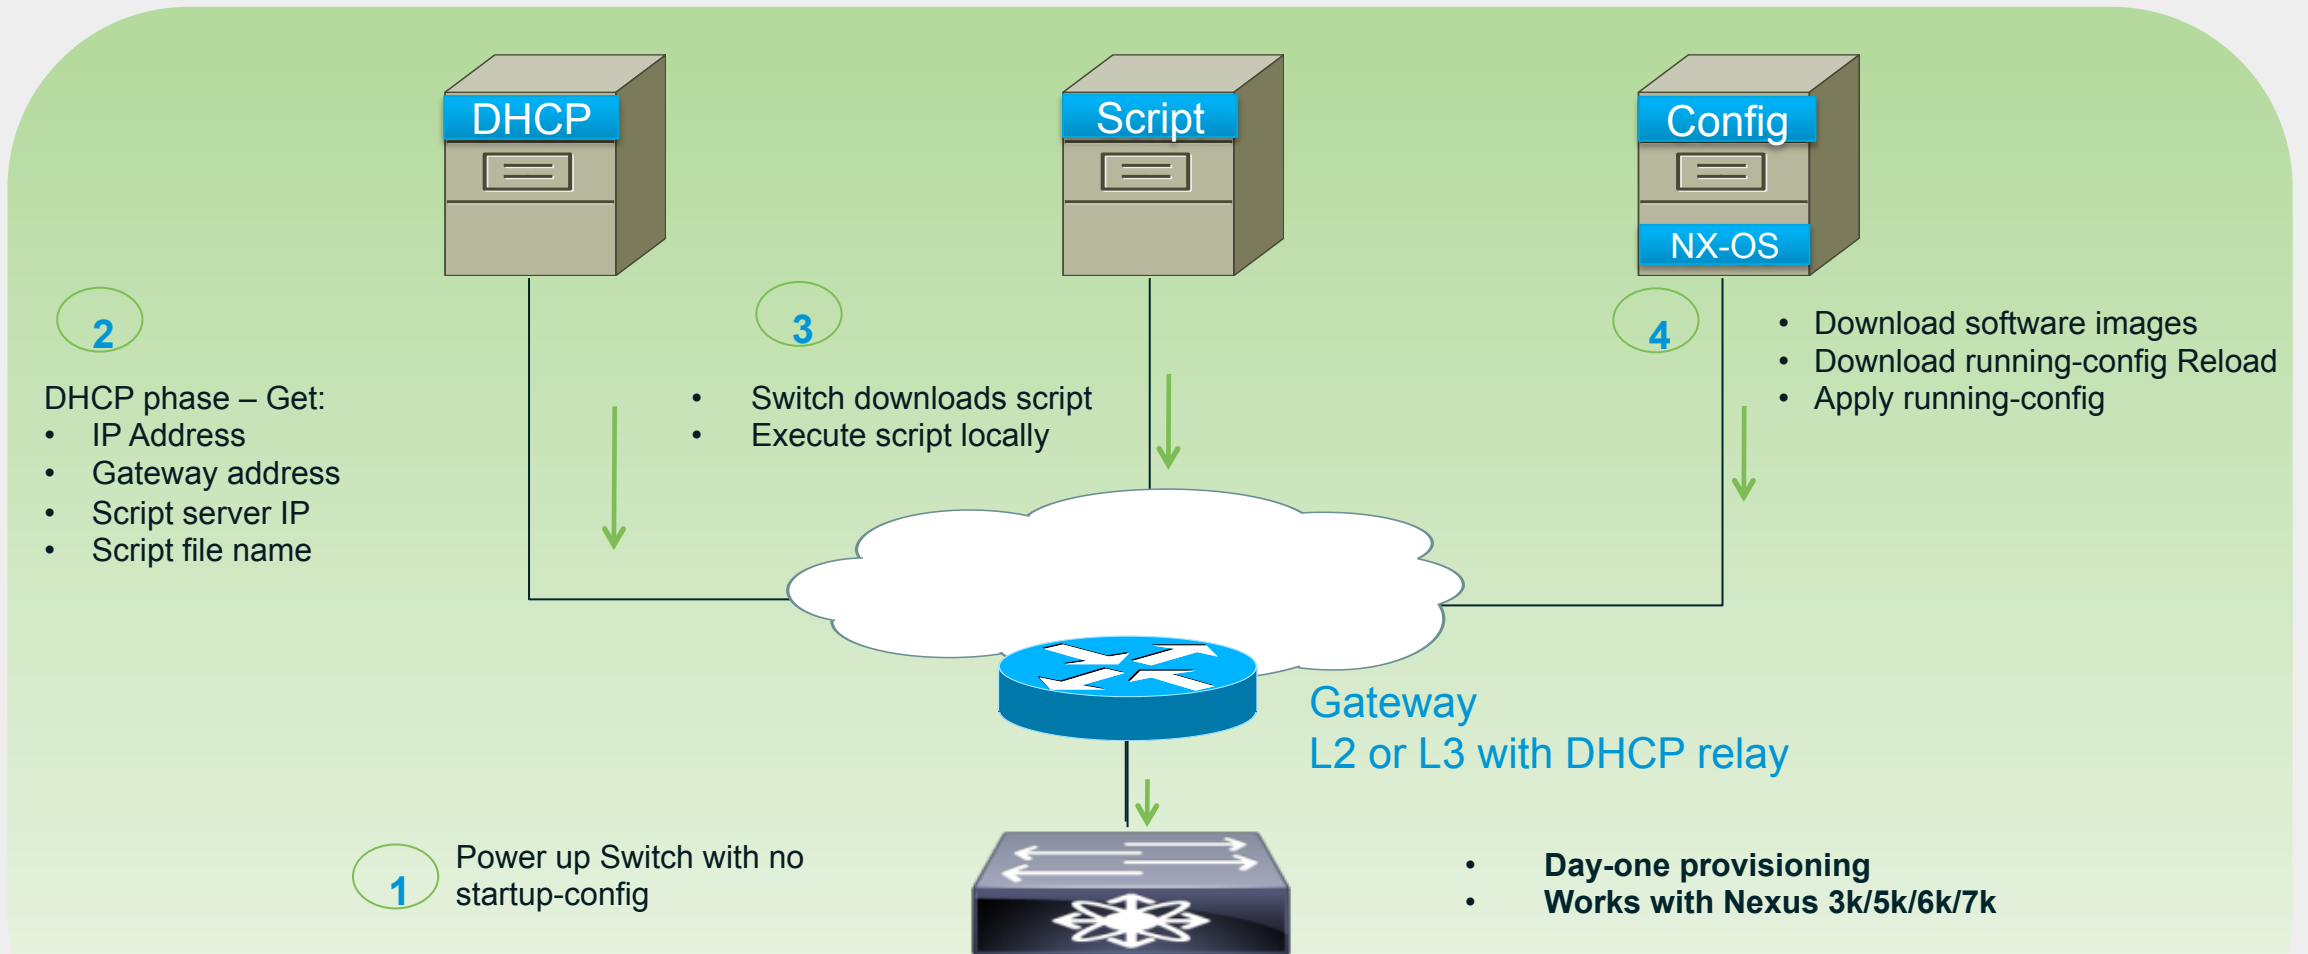 DHCP
Script
Config
NX-OS
2
DHCP phase – Get:
• IP Address
• Gateway address
• Script server IP
• Script file name
3
• Switch downloads script
• Execute script locally
4
• Download software images
• Download running-config Reload
• Apply running-config
Gateway
L2 or L3 with DHCP relay
1
Power up Switch with no
startup-config
• Day-one provisioning
• Works with Nexus 3k/5k/6k/7k